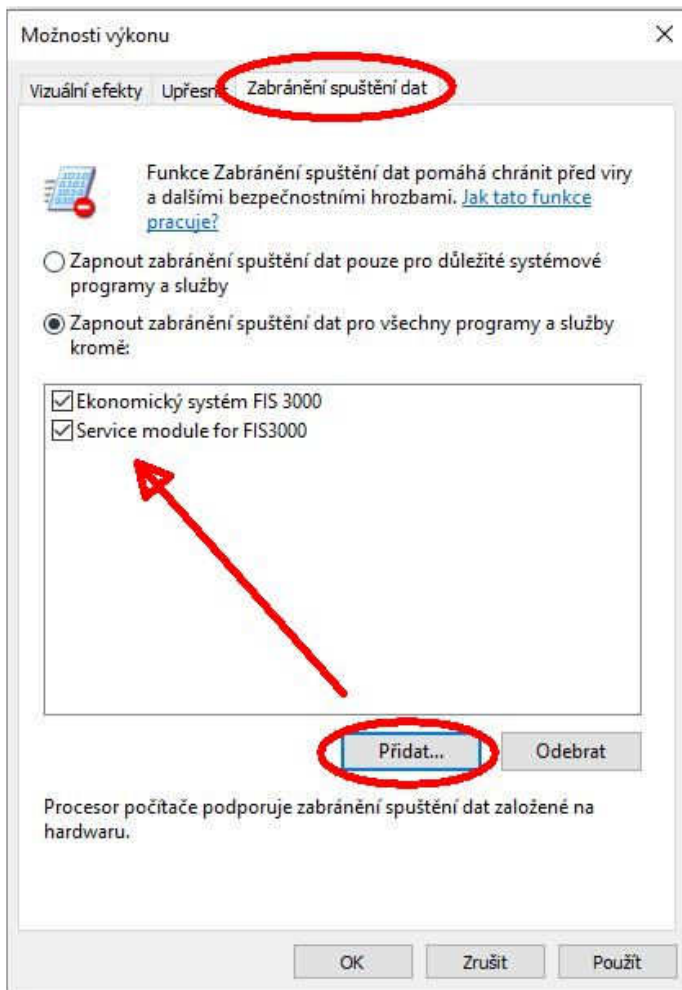 Možnosti výkonu
Vizuální efekty
Zabránění spuštění dat
Funkce Zabránění spuštění dat pomáhá chránit před viry
a dalšími bezpečnostními hrozbami. Jak tato funkce
pracuje?
Zapnout zabránění spuštění dat pouze pro důležité systémové
programy a služby
Zapnout zabránění spuštění dat pro všechny programy a služby
kromě:
Ekonomický systém FIS 3000
Service module for FIS3000
Přidat...
Odebrat
Procesor počítače podporuje zabránění spuštění dat založené na
hardwaru.
OK
Zrušit
Použít